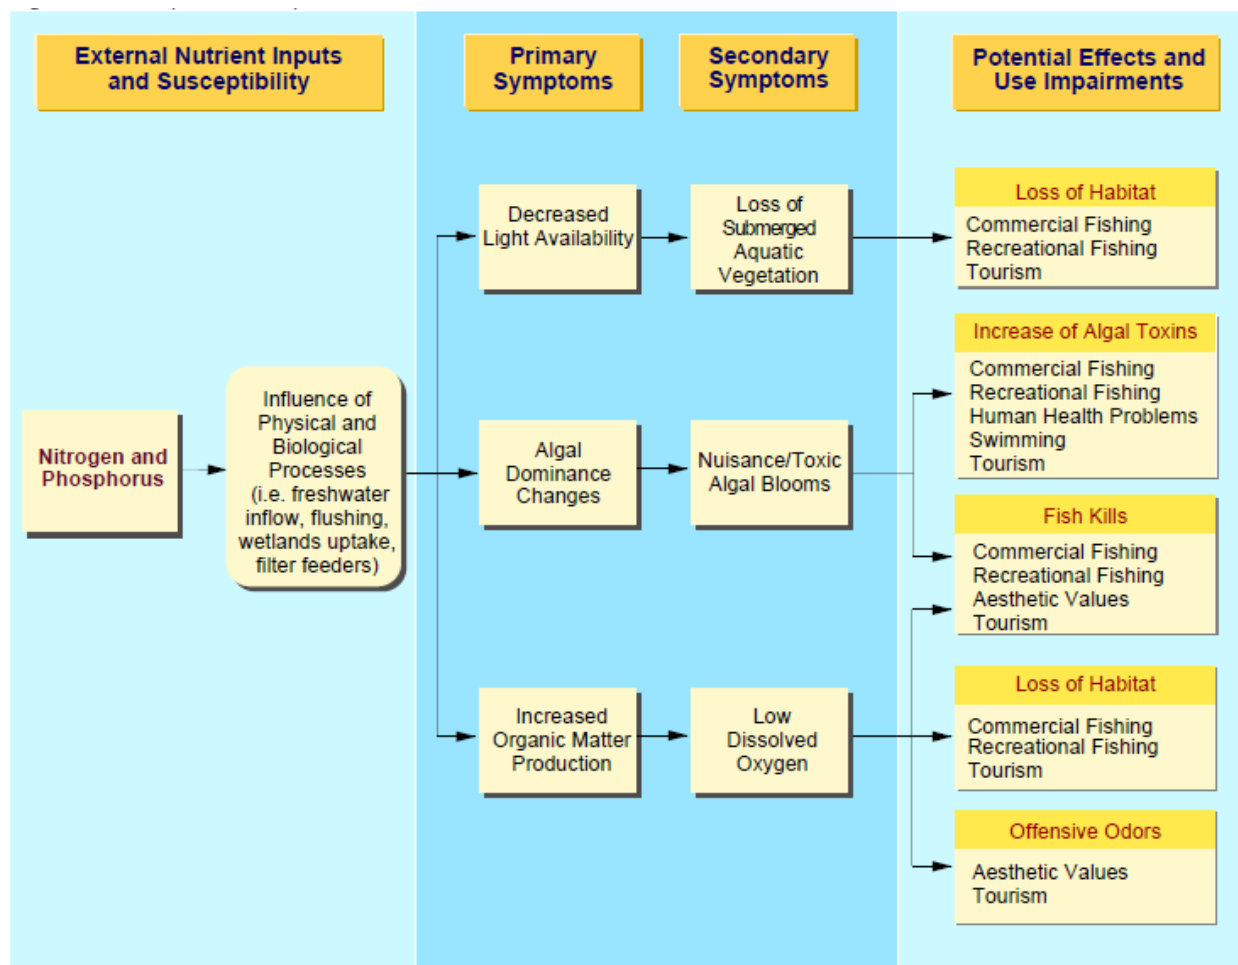 External Nutrient Inputs
and Susceptibility
Primary
Symptoms
Secondary
Symptoms
Potential Effects and
Use Impairments
Nitrogen and
Phosphorus
Influence of
Physical and
Biological
Processes
(i.e. freshwater
inflow, flushing,
wetlands uptake,
filter feeders)
Decreased
Light Availability
Loss of
Submerged
Aquatic
Vegetation
Loss of Habitat
Commercial Fishing
Recreational Fishing
Tourism
Algal
Dominance
Changes
Nuisance/Toxic
Algal Blooms
Increase of Algal Toxins
Commercial Fishing
Recreational Fishing
Human Health Problems
Swimming
Tourism
Fish Kills
Commercial Fishing
Recreational Fishing
Aesthetic Values
Tourism
Increased
Organic Matter
Production
Low
Dissolved
Oxygen
Loss of Habitat
Commercial Fishing
Recreational Fishing
Tourism
Offensive Odors
Aesthetic Values
Tourism